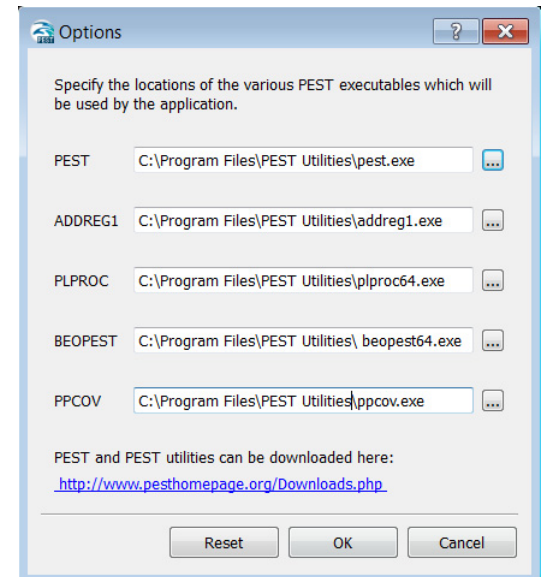 Options
Specify the locations of the various PEST executables which will
be used by the application.
PEST C:\Program Files\PEST Utilities\pest.exe ...
ADDREG1 C:\Program Files\PEST Utilities\addreg1.exe ...
PLPROC C:\Program Files\PEST Utilities\plproc64.exe ...
BEOPEST C:\Program Files\PEST Utilities\ beopest64.exe ...
PPCOV C:\Program Files\PEST Utilities\ppcov.exe ...
PEST and PEST utilities can be downloaded here:
http://www.pesthomepage.org/Downloads.php
Reset OK Cancel